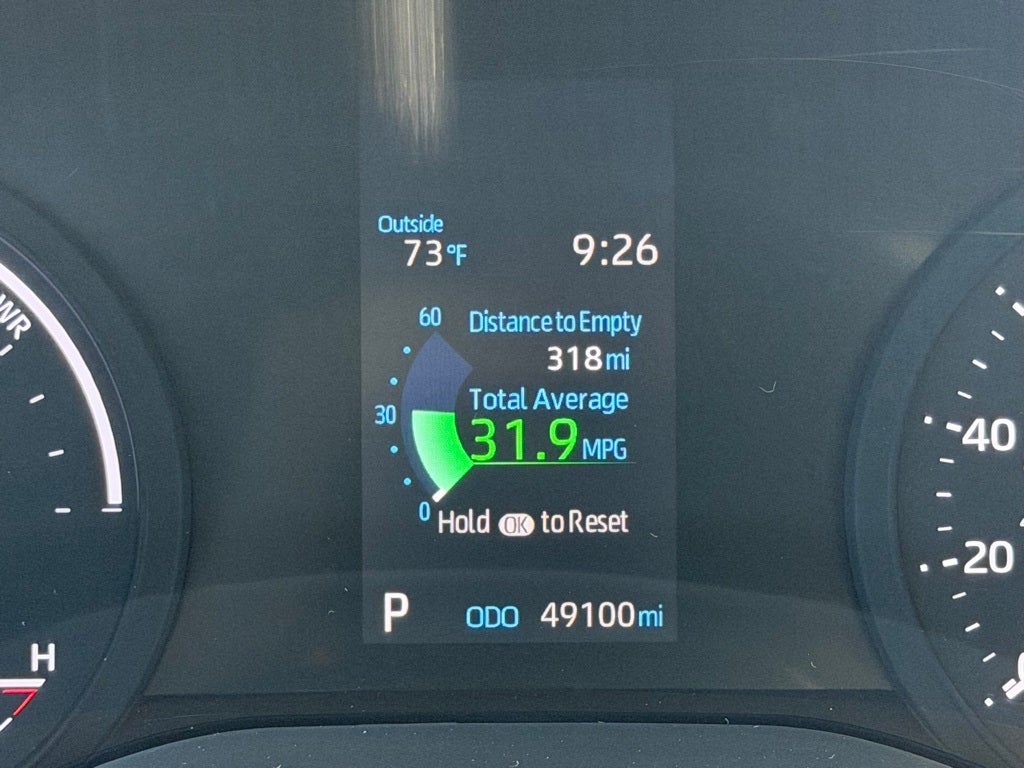 Outside
73°F 9:26
60 Distance to Empty
318 mi
Total Average
30 31.9 MPG
0 Hold OK to Reset
P ODO 49100 mi
WR
H
40
20